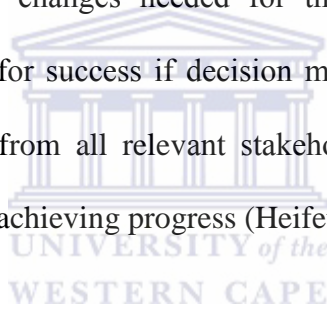 changes needed for th
for success if decision m
from all relevant stakeho
achieving progress (Heife
UNIVERSITY of the
WESTERN CAPE